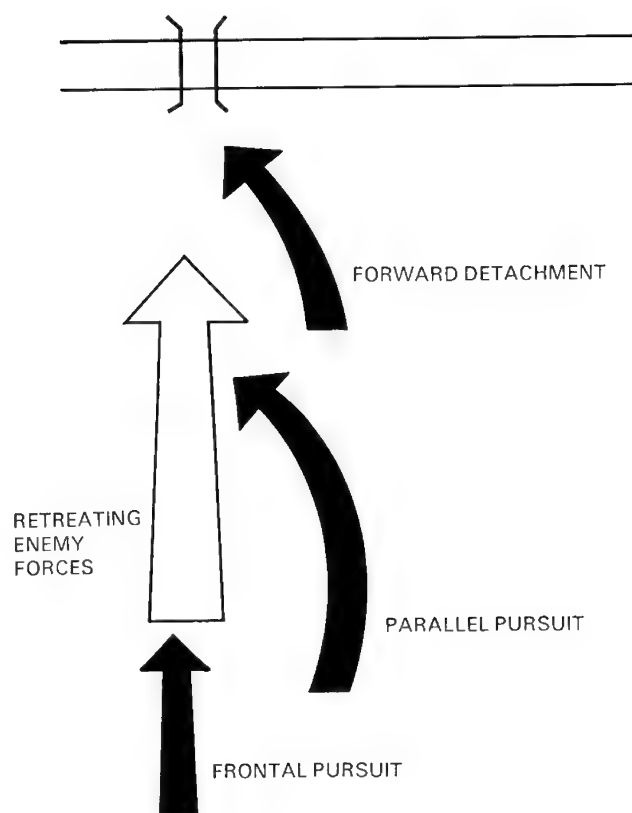 FORWARD DETACHMENT
RETREATING
ENEMY
FORCES
PARALLEL PURSUIT
FRONTAL PURSUIT